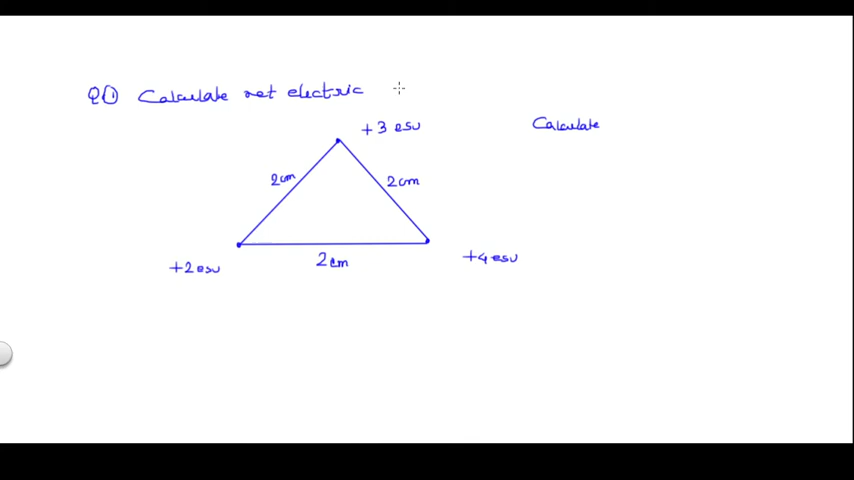 Q① Calculate net electric
+3 esu
Calculate
2cm
2cm
2cm
+2 esu
+4 esu